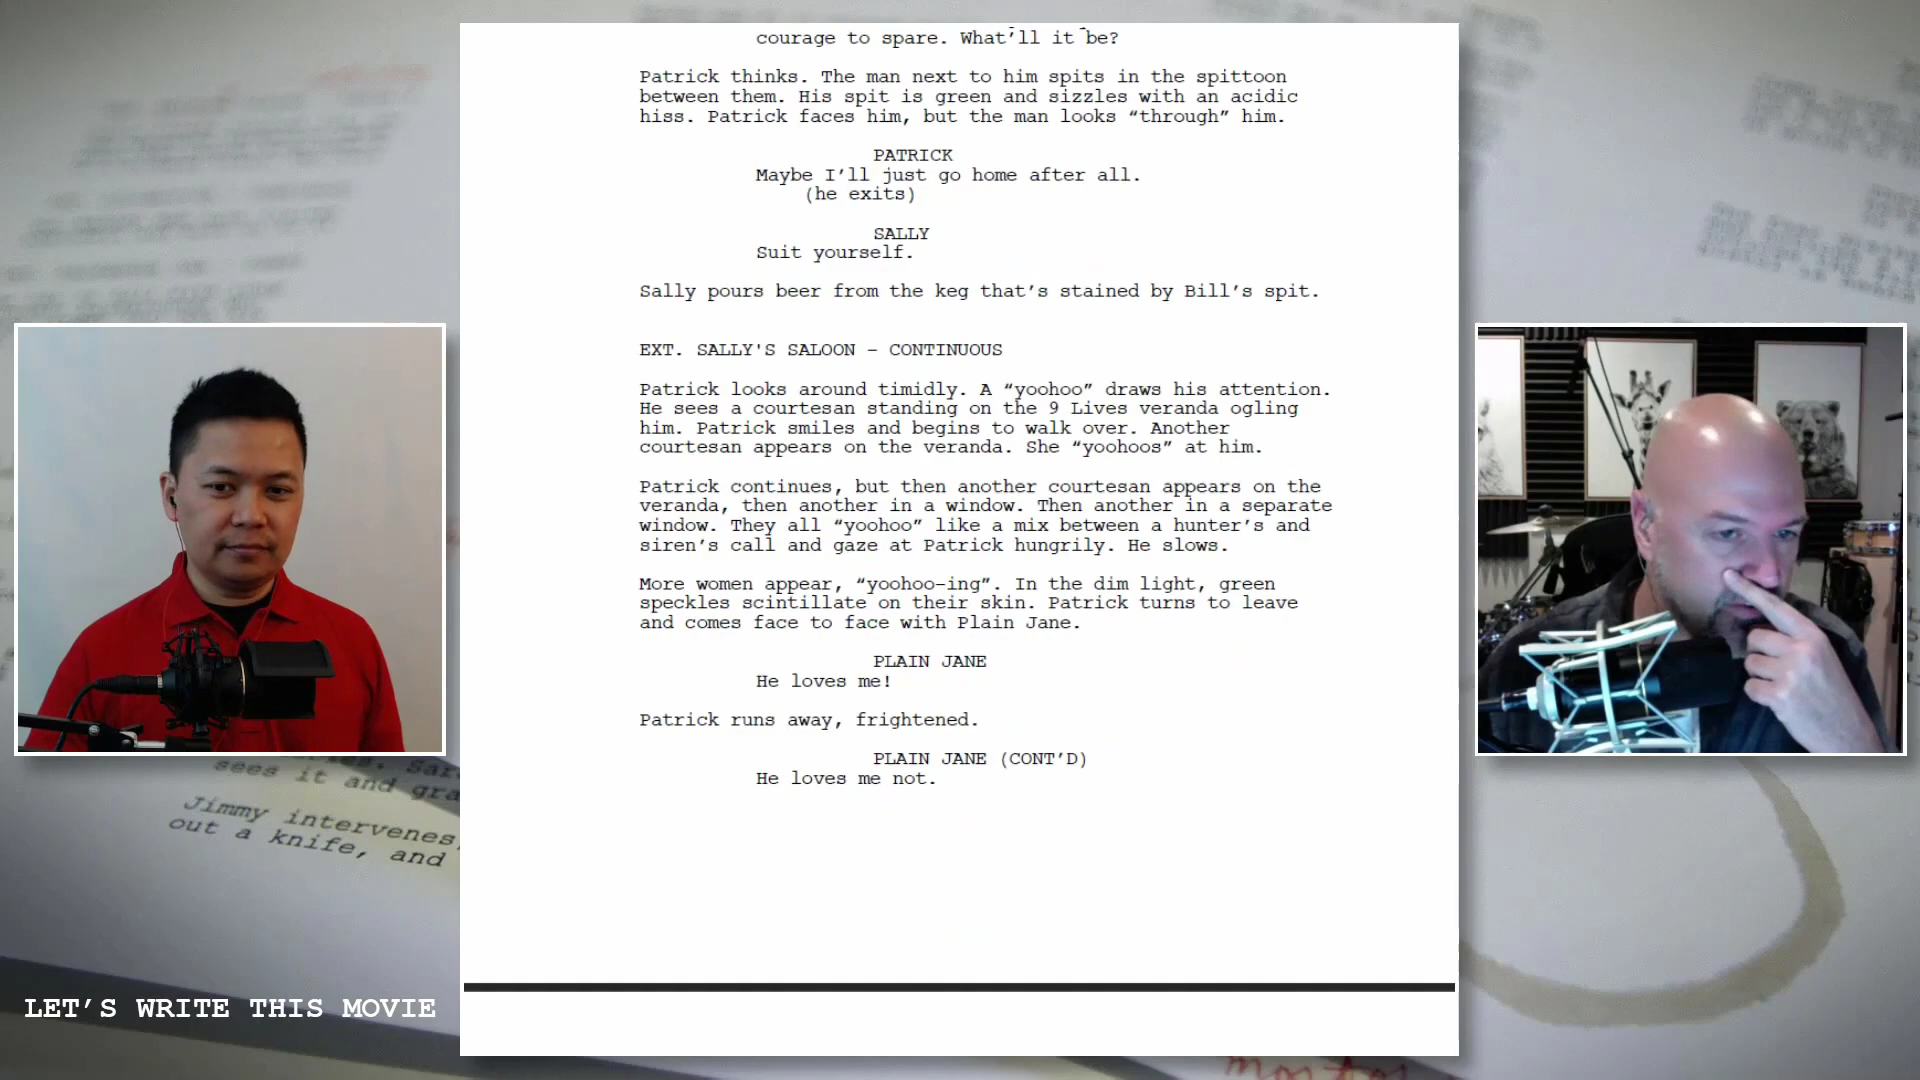 courage to spare. What'll it be?
Patrick thinks. The man next to him spits in the spittoon
between them. His spit is green and sizzles with an acidic
hiss. Patrick faces him, but the man looks “through” him.
PATRICK
Maybe I'll just go home after all.
(he exits)
SALLY
Suit yourself.
Sally pours beer from the keg that's stained by Bill's spit.
EXT. SALLY'S SALOON - CONTINUOUS
Patrick looks around timidly. A “yoohoo” draws his attention.
He sees a courtesan standing on the 9 Lives veranda ogling
him. Patrick smiles and begins to walk over. Another
courtesan appears on the veranda. She “yoohoos” at him.
Patrick continues, but then another courtesan appears on the
veranda, then another in a window. Then another in a separate
window. They all “yoohoo” like a mix between a hunter's and
siren's call and gaze at Patrick hungrily. He slows.
More women appear, “yoohoo-ing”. In the dim light, green
speckles scintillate on their skin. Patrick turns to leave
and comes face to face with Plain Jane.
PLAIN JANE
He loves me!
Patrick runs away, frightened.
PLAIN JANE (CONT'D)
He loves me not.
sees it and gra
Jimmy intervenes
out a knife, and
LET'S WRITE THIS MOVIE